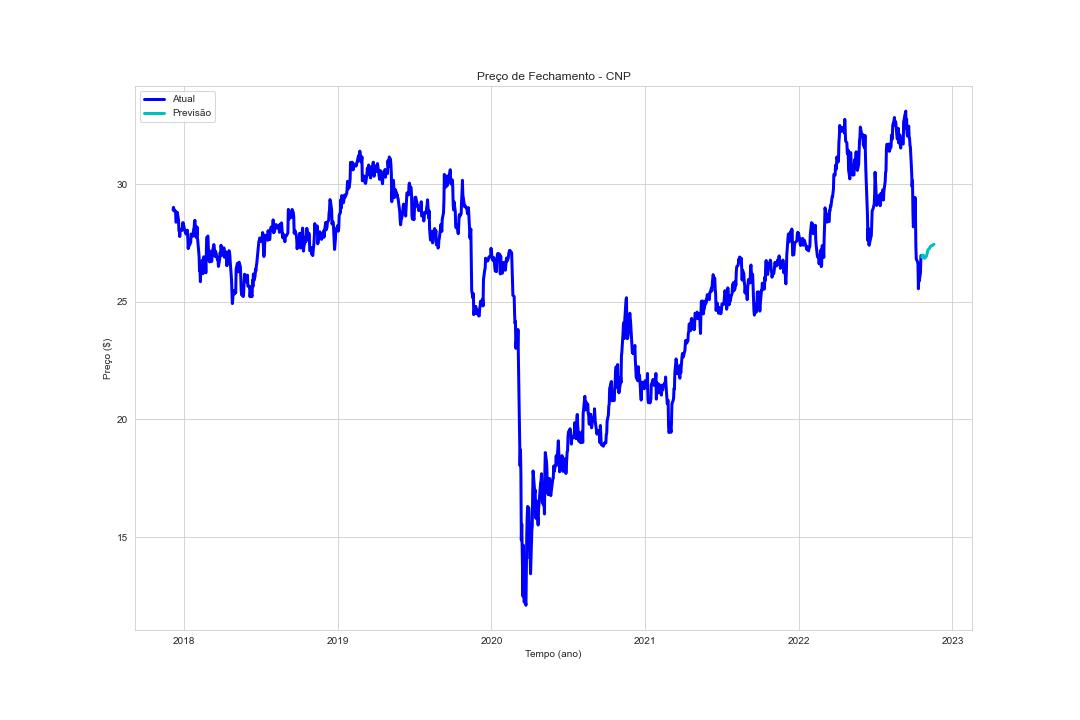 Preço de Fechamento - CNP
Atual
Previsão
30
25
20
15
Preço ($)
2018 2019 2020 2021 2022 2023
Tempo (ano)